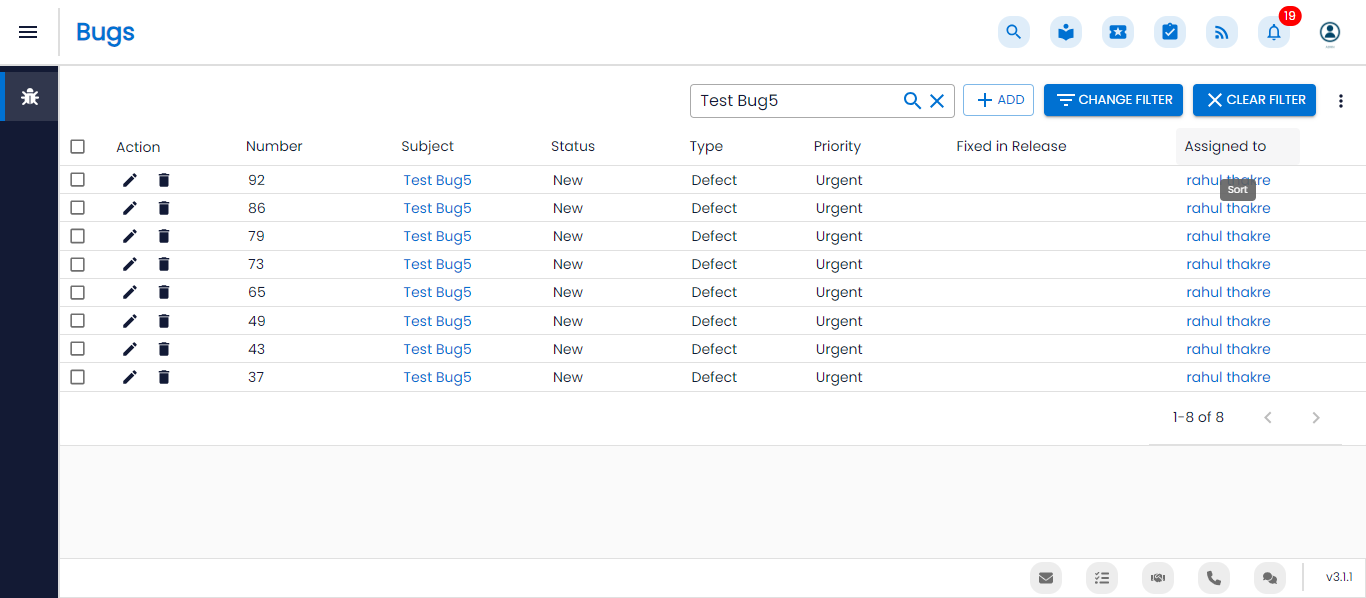 Bugs
19
Test Bug5
ADD
CHANGE FILTER
CLEAR FILTER
Action Number Subject Status Type Priority Fixed in Release Assigned to
92 Test Bug5 New Defect Urgent rahul thakre
Sort
86 Test Bug5 New Defect Urgent rahul thakre
79 Test Bug5 New Defect Urgent rahul thakre
73 Test Bug5 New Defect Urgent rahul thakre
65 Test Bug5 New Defect Urgent rahul thakre
49 Test Bug5 New Defect Urgent rahul thakre
43 Test Bug5 New Defect Urgent rahul thakre
37 Test Bug5 New Defect Urgent rahul thakre
1-8 of 8
v3.1.1